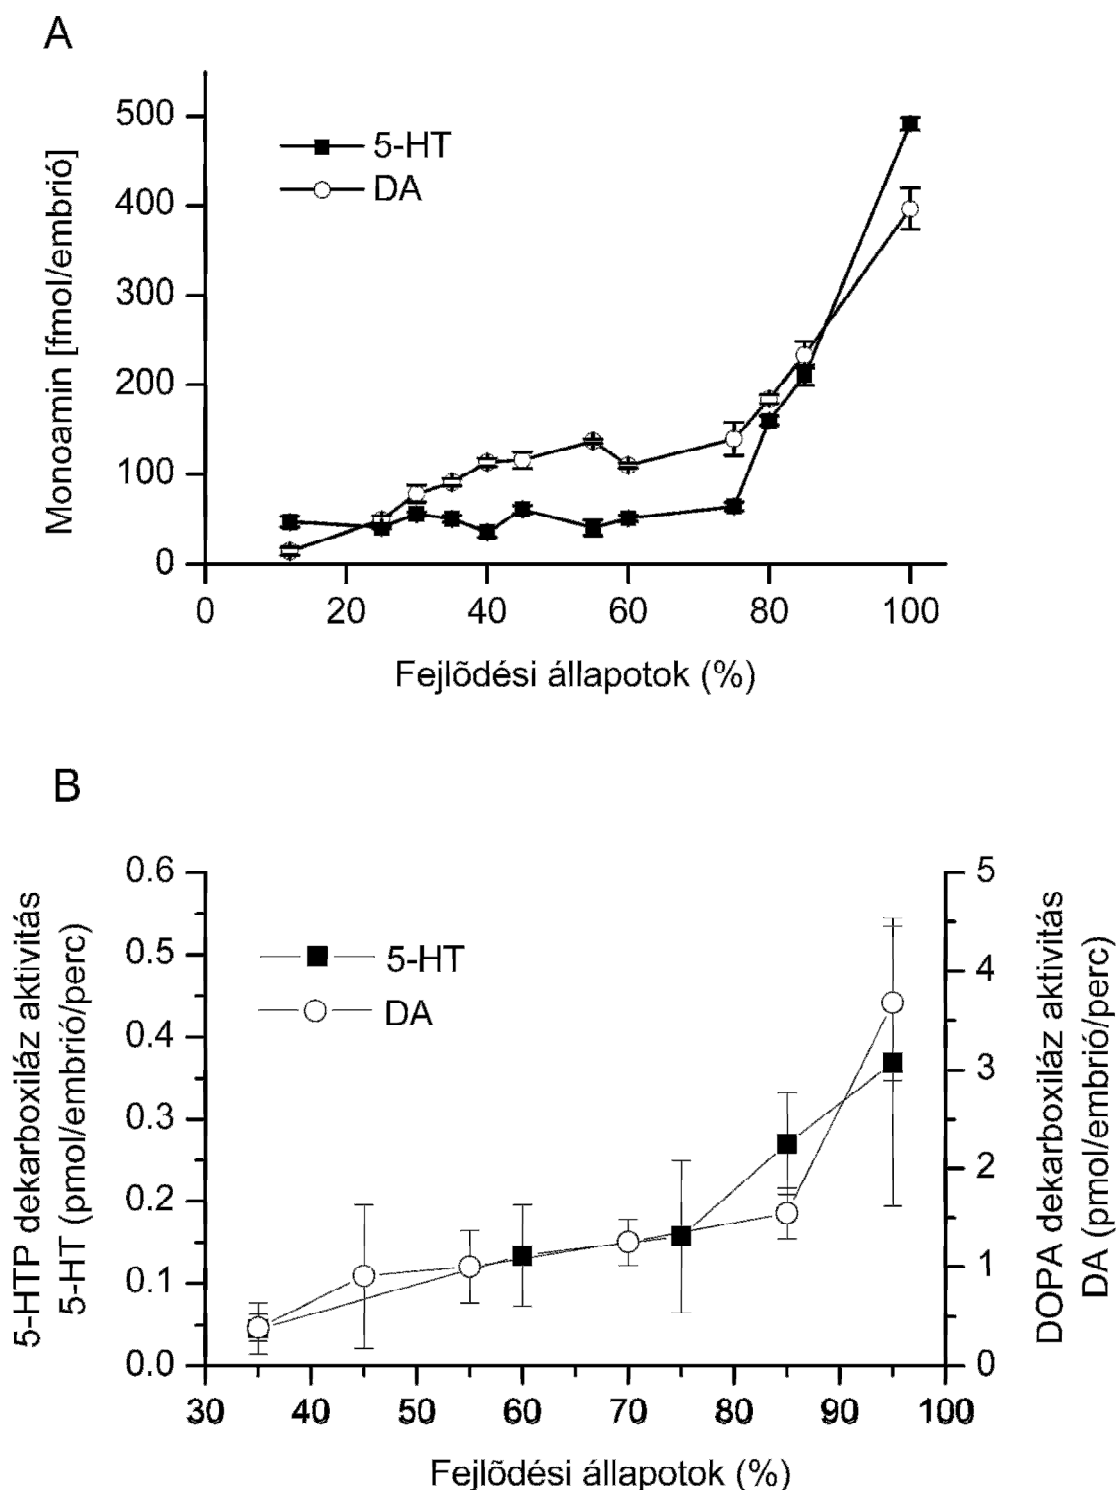 A
Monoamin [fmol/embrió]
500
400
300
200
100
0
5-HT
DA
0 20 40 60 80 100
Fejlõdési állapotok (%)
B
5-HTP dekarboxiláz aktivitás
5-HT (pmol/embrió/perc)
0.6
0.5
0.4
0.3
0.2
0.1
0.0
5-HT
DA
5
4
3
2
1
0
DOPA dekarboxiláz aktivitás
DA (pmol/embrió/perc)
30 40 50 60 70 80 90 100
Fejlõdési állapotok (%)